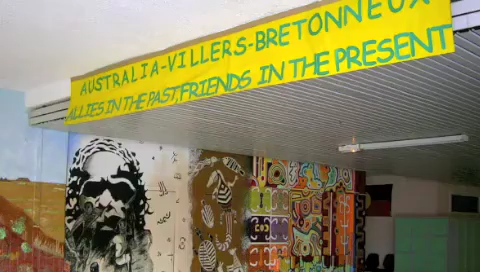 AUSTRALIA-VILLERS-BRETONNEUX
ALLIES IN THE PAST, FRIENDS IN THE PRESENT